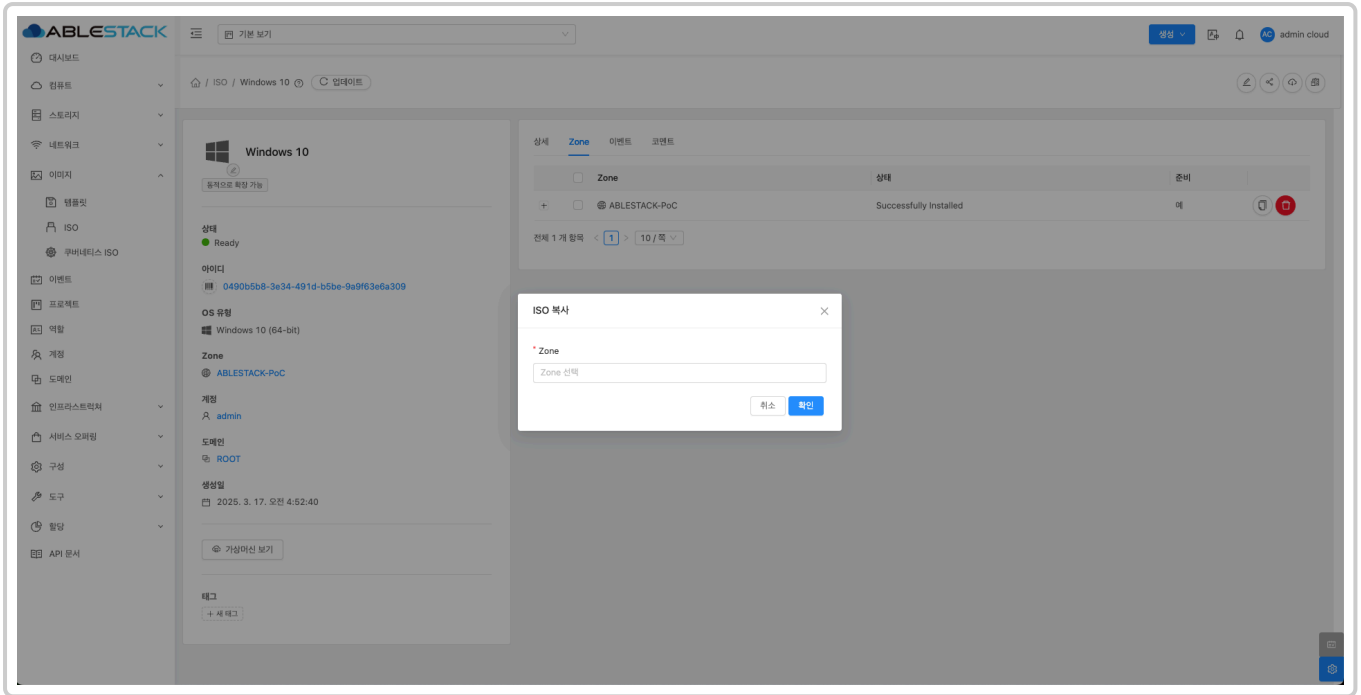 ABLESTACK
기본 보기
생성
AC
admin cloud
대시보드
컴퓨트
스토리지
네트워크
이미지
템플릿
ISO
쿠버네티스 ISO
이벤트
프로젝트
역할
계정
도메인
인프라스트럭쳐
서비스 오퍼링
구성
도구
할당
API 문서
/ ISO / Windows 10
업데이트
Windows 10
동적으로 확장 가능
상태
Ready
아이디
0490b5b8-3e34-491d-b5be-9a9f63e6a309
OS 유형
Windows 10 (64-bit)
Zone
ABLESTACK-PoC
계정
admin
도메인
ROOT
생성일
2025. 3. 17. 오전 4:52:40
가상머신 보기
태그
+ 새 태그
상세 Zone 이벤트 코멘트
Zone 상태 준비
+ ABLESTACK-PoC Successfully Installed 예
전체 1 개 항목 < 1 > 10 / 쪽
ISO 복사
* Zone
Zone 선택
취소 확인